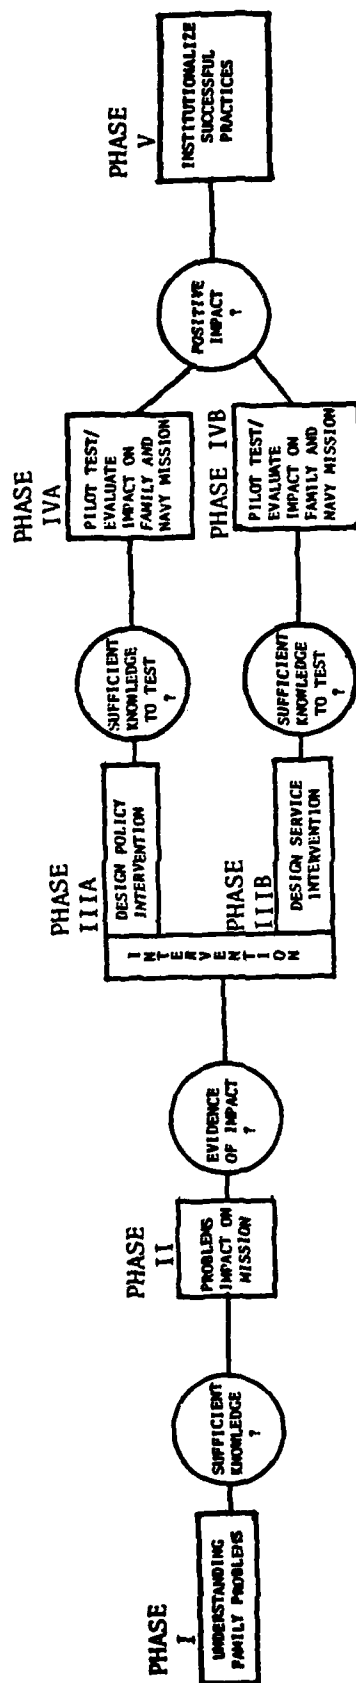 PHASE
I
UNDERSTANDING
FAMILY PROBLEMS
SUFFICIENT
KNOWLEDGE
?
PHASE
II
PROBLEMS
IMPACT ON
MISSION
EVIDENCE
OF IMPACT
?
INTERVENTION
PHASE
IIIA
DESIGN POLICY
INTERVENTION
SUFFICIENT
KNOWLEDGE
TO TEST
?
PHASE
IVA
PILOT TEST/
EVALUATE
IMPACT ON
FAMILY AND
NAVY MISSION
PHASE
IIIB
DESIGN SERVICE
INTERVENTION
SUFFICIENT
KNOWLEDGE
TO TEST
?
PHASE IVB
PILOT TEST/
EVALUATE
IMPACT ON
FAMILY AND
NAVY MISSION
POSITIVE
IMPACT
?
PHASE
V
INSTITUTIONALIZE
SUCCESSFUL
PRACTICES